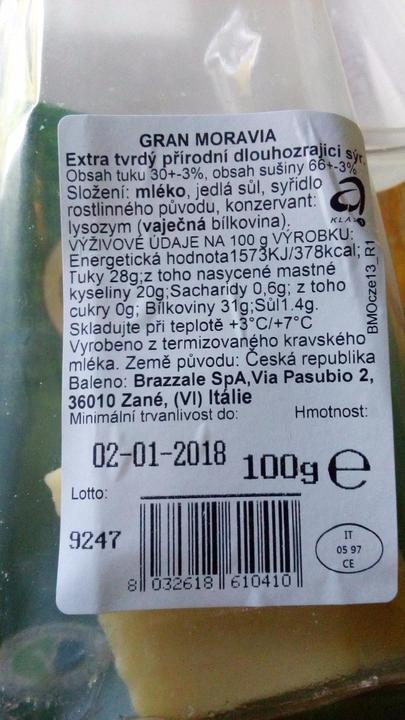 GRAN MORAVIA
Extra tvrdý přírodní dlouhozrající sýr.
Obsah tuku 30+-3%, obsah sušiny 66+-3%
Složení: mléko, jedlá sůl, syřidlo
rostlinného původu, konzervant:
lysozym (vaječná bílkovina).
KLASA
VÝŽIVOVÉ ÚDAJE NA 100 g VÝROBKU:
Energetická hodnota1573KJ/378kcal;
Tuky 28g;z toho nasycené mastné
kyseliny 20g;Sacharidy 0,6g; z toho
cukry 0g; Bílkoviny 31g;Sůl1.4g.
Skladujte při teplotě +3°C/+7°C
Vyrobeno z termizovaného kravského
mléka. Země původu: Česká republika
BMOcze13_R1
Baleno: Brazzale SpA,Via Pasubio 2,
36010 Zané, (VI) Itálie
Minimální trvanlivost do: Hmotnost:
02-01-2018 100g e
Lotto:
9247
8 032618 610410
IT
05 97
CE